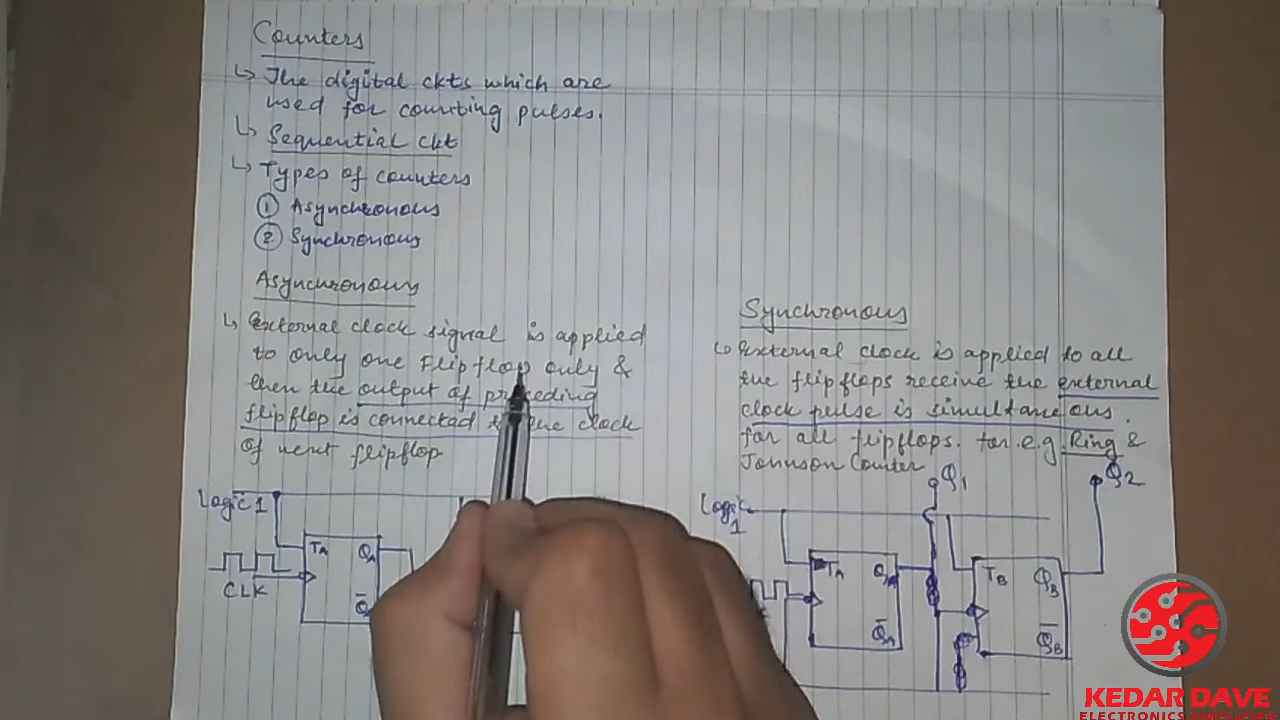 Counters
↳ The digital ckts which are
used for counting pulses.
↳ Sequential ckt
↳ Types of counters
① Asynchronous
② Synchronous
Asynchronous
↳ External clock signal is applied
to only one Flipflop only &
then the output of preceding
flipflop is connected the clock
of next flipflop
Logic 1
TA QA
CLK
Synchronous
↳ External clock is applied to all
the flipflops receive the external
clock pulse is simultaneous.
for all flipflops. for e.g. Ring &
Johnson Counter
Q1
Q2
Logic
1
TA
Q̅A
TB QB
Q̅B
KEDAR DAVE
ELECTRONICS SIMPLIFIED